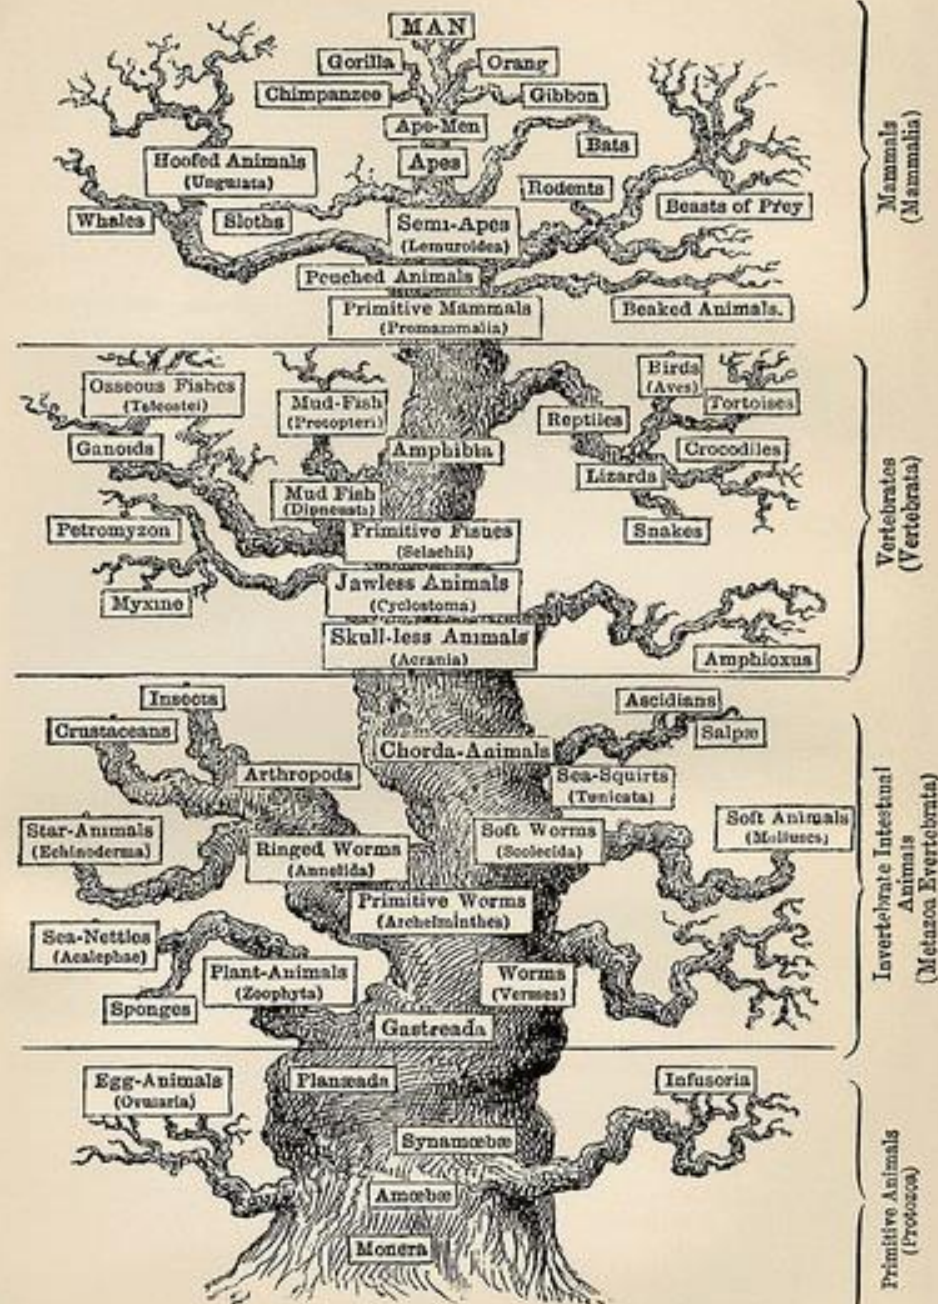 MAN
Gorilla
Orang
Chimpanzee
Gibbon
Ape-Men
Bats
Hoofed Animals
(Ungulata)
Apes
Rodents
Beasts of Prey
Whales
Sloths
Semi-Apes
(Lemuroidea)
Pouched Animals
Primitive Mammals
(Promammalia)
Beaked Animals.
Mammals
(Mammalia)
Osseous Fishes
(Teleostei)
Mud-Fish
(Protopteri)
Birds
(Aves)
Tortoises
Reptiles
Ganoids
Amphibia
Crocodiles
Lizards
Mud Fish
(Dipneusta)
Petromyzon
Primitive Fishes
(Selachii)
Snakes
Jawless Animals
(Cyclostoma)
Myxine
Skull-less Animals
(Acrania)
Amphioxus
Vertebrates
(Vertebrata)
Insects
Ascidians
Crustaceans
Salpæ
Chorda-Animals
Arthropods
Sea-Squirts
(Tunicata)
Star-Animals
(Echinoderma)
Ringed Worms
(Annelida)
Soft Worms
(Scolecida)
Soft Animals
(Mollusca)
Primitive Worms
(Archelminthes)
Sea-Nettles
(Acalephae)
Plant-Animals
(Zoophyta)
Worms
(Vermes)
Sponges
Gastreada
Invertebrate Intestinal
Animals
(Metazoa Evertebrata)
Egg-Animals
(Ovularia)
Planæada
Infusoria
Synamœbæ
Amœbæ
Monera
Primitive Animals
(Protozoa)